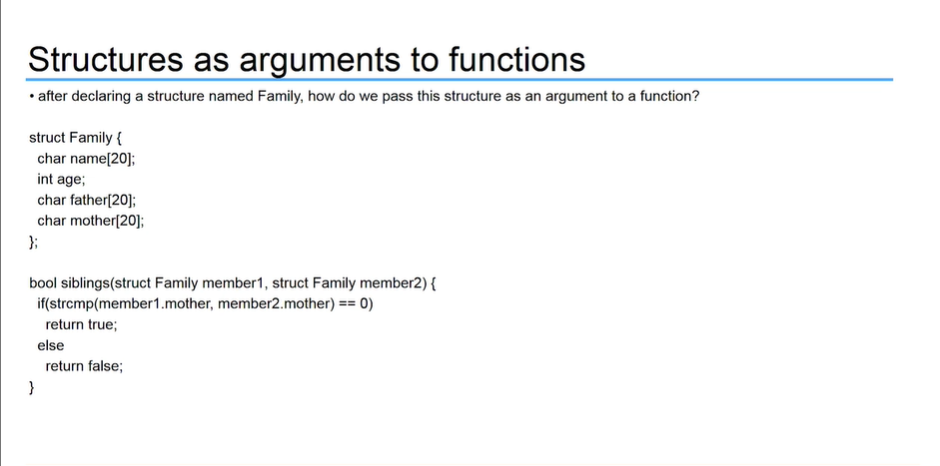 Structures as arguments to functions
• after declaring a structure named Family, how do we pass this structure as an argument to a function?
struct Family {
char name[20];
int age;
char father[20];
char mother[20];
};
bool siblings(struct Family member1, struct Family member2) {
if(strcmp(member1.mother, member2.mother) == 0)
return true;
else
return false;
}